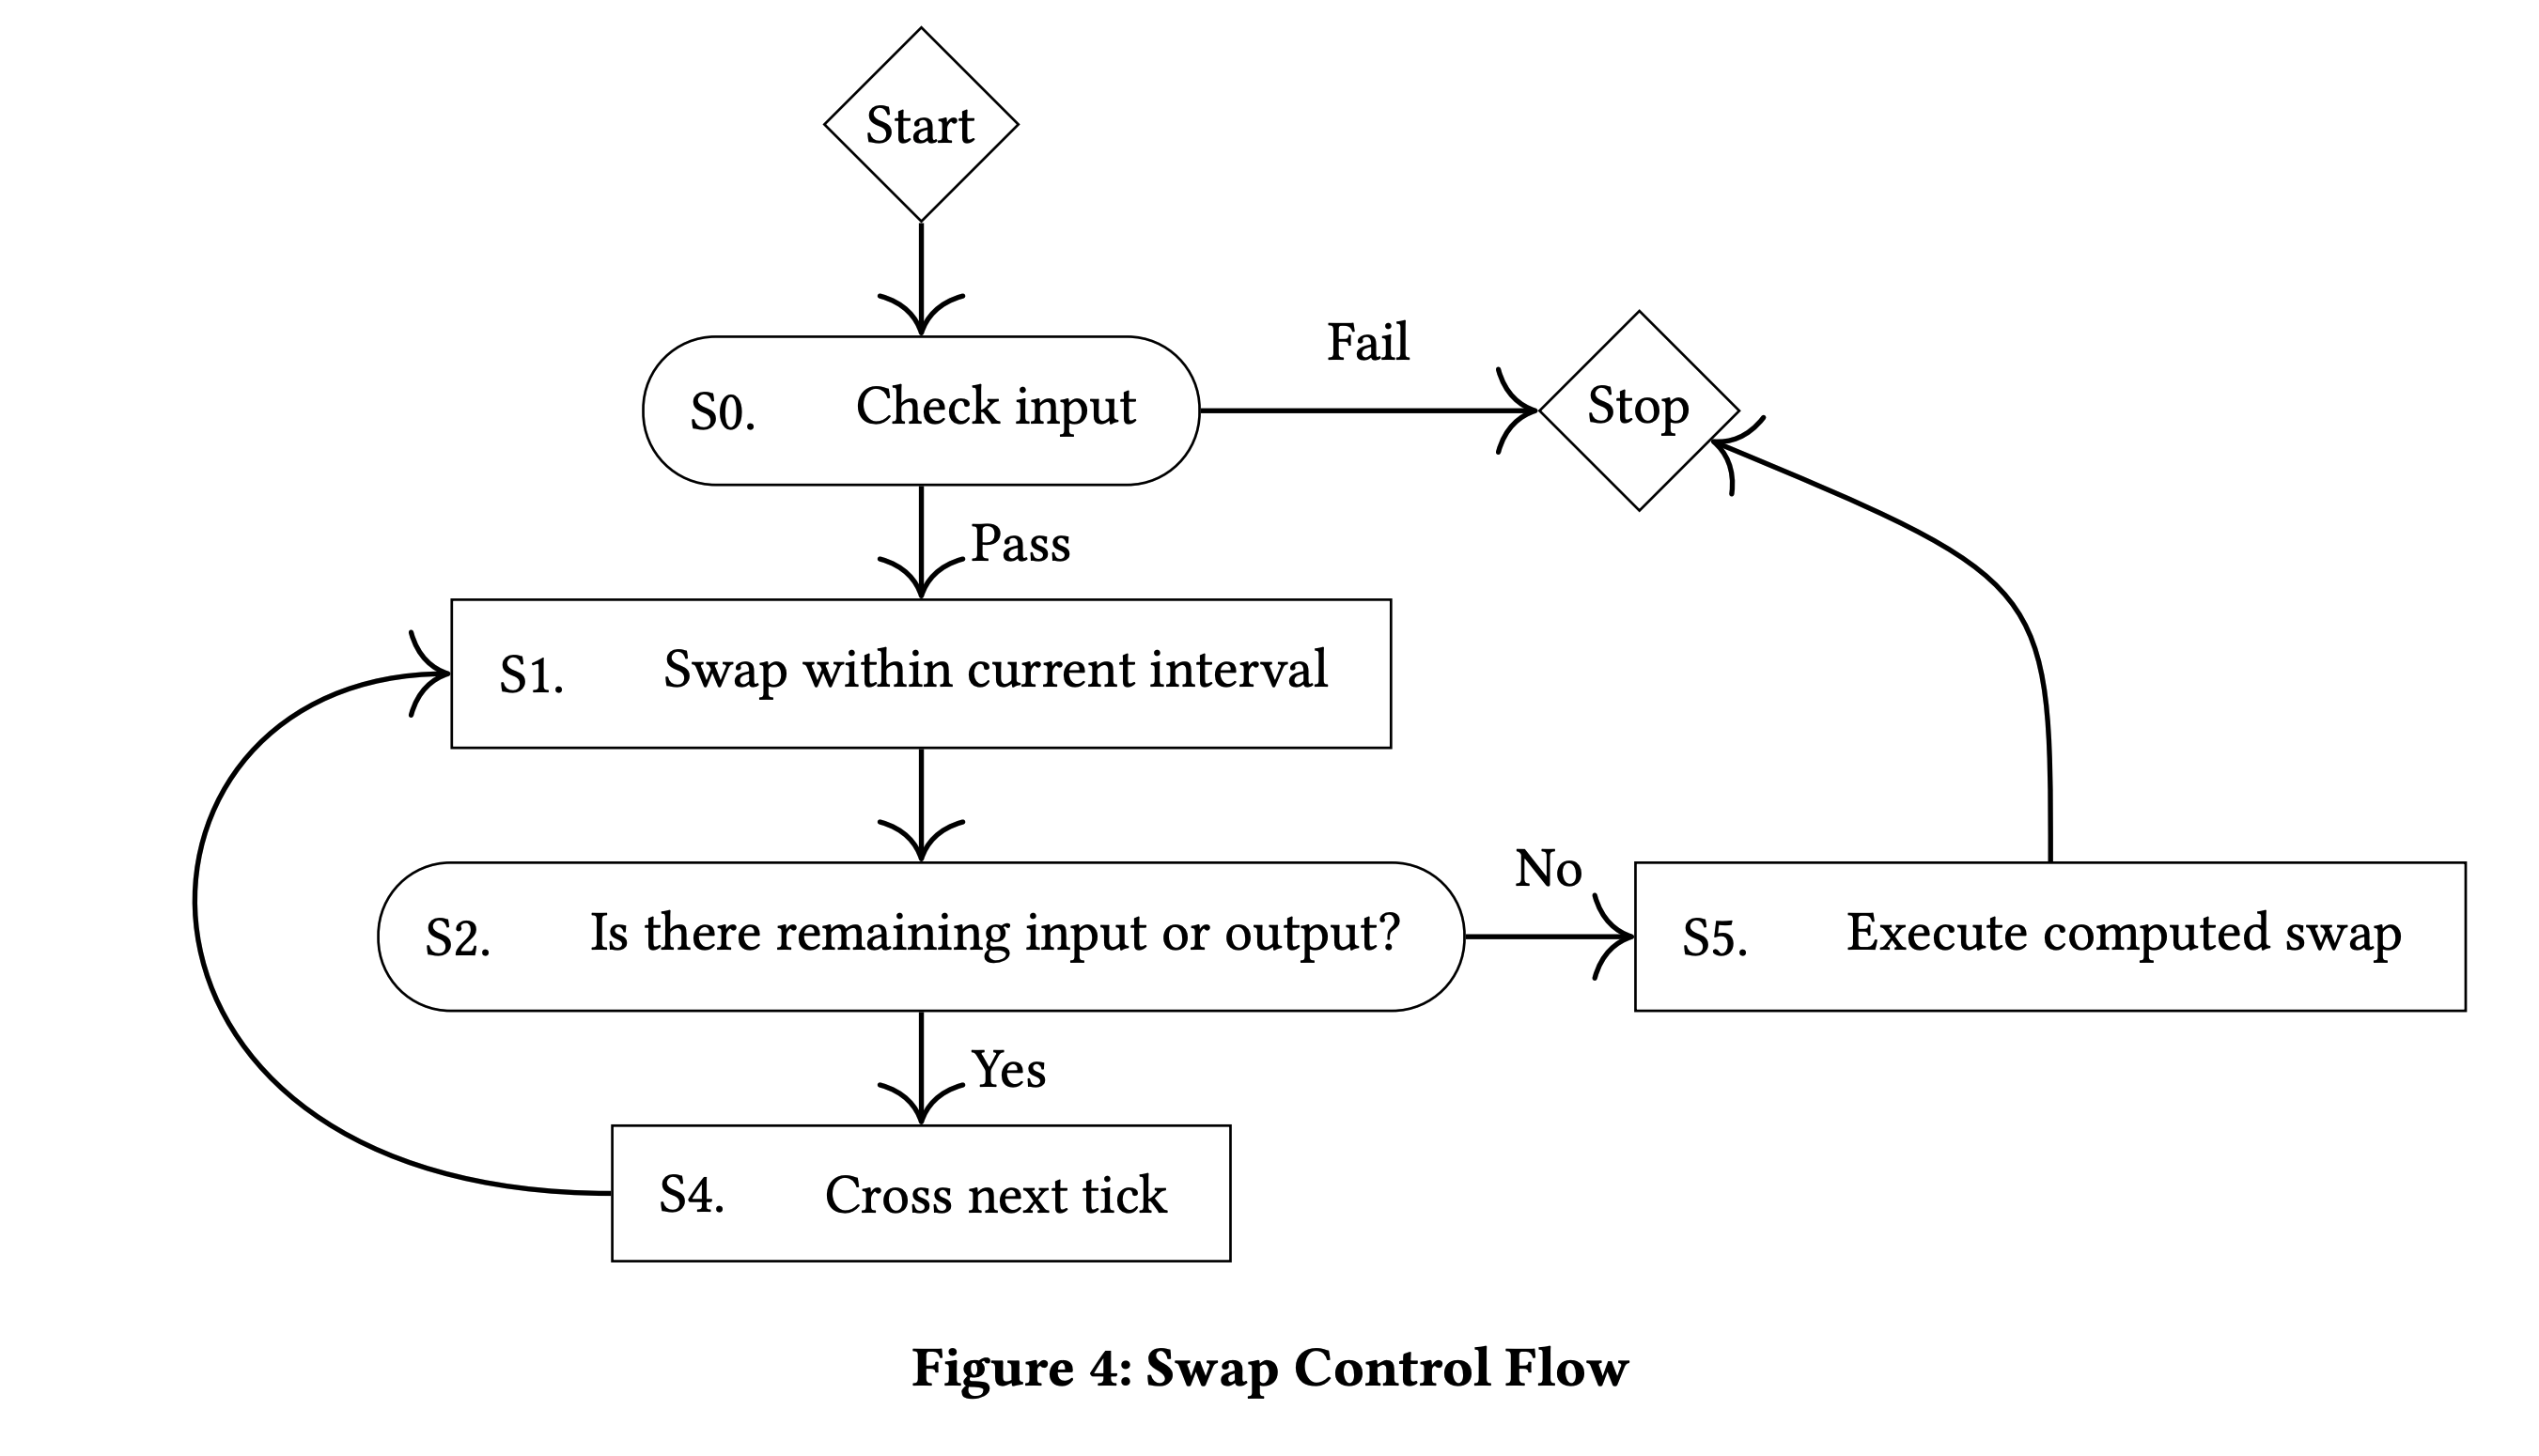 Start
S0. Check input
Fail
Stop
Pass
S1. Swap within current interval
S2. Is there remaining input or output?
No
S5. Execute computed swap
Yes
S4. Cross next tick
Figure 4: Swap Control Flow